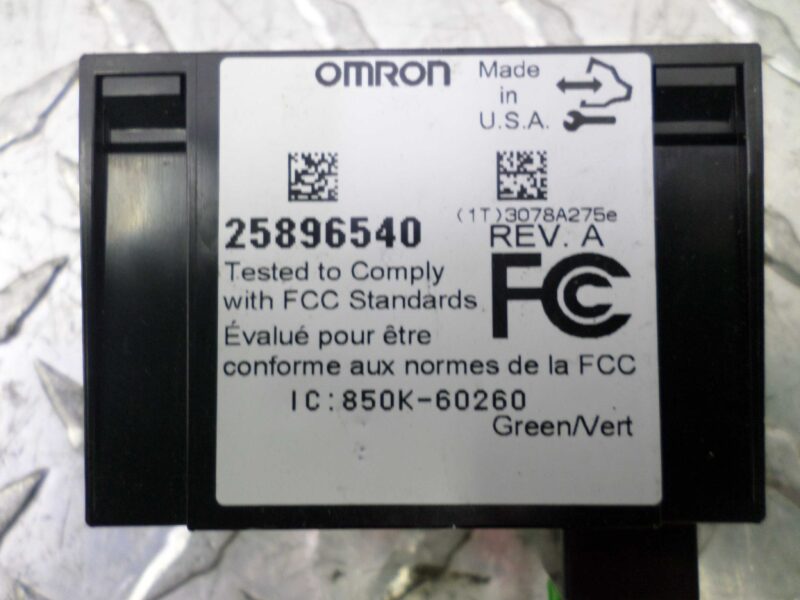 OMRON
Made
in
U.S.A.
(1T)3078A275e
25896540
REV. A
FC
Tested to Comply
with FCC Standards
Évalué pour être
conforme aux normes de la FCC
IC:850K-60260
Green/Vert